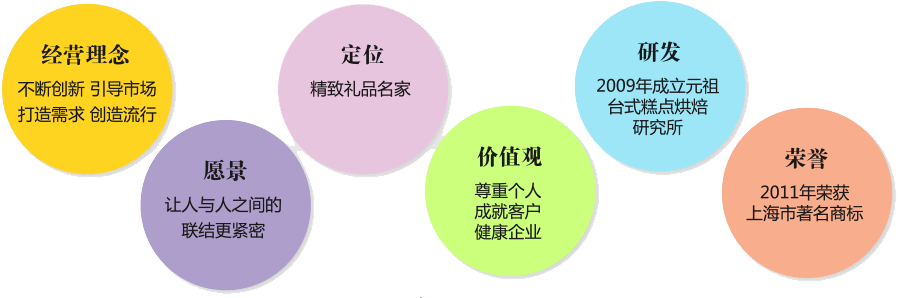 经营理念
不断创新 引导市场
打造需求 创造流行
愿景
让人与人之间的
联结更紧密
定位
精致礼品名家
价值观
尊重个人
成就客户
健康企业
研发
2009年成立元祖
台式糕点烘焙
研究所
荣誉
2011年荣获
上海市著名商标